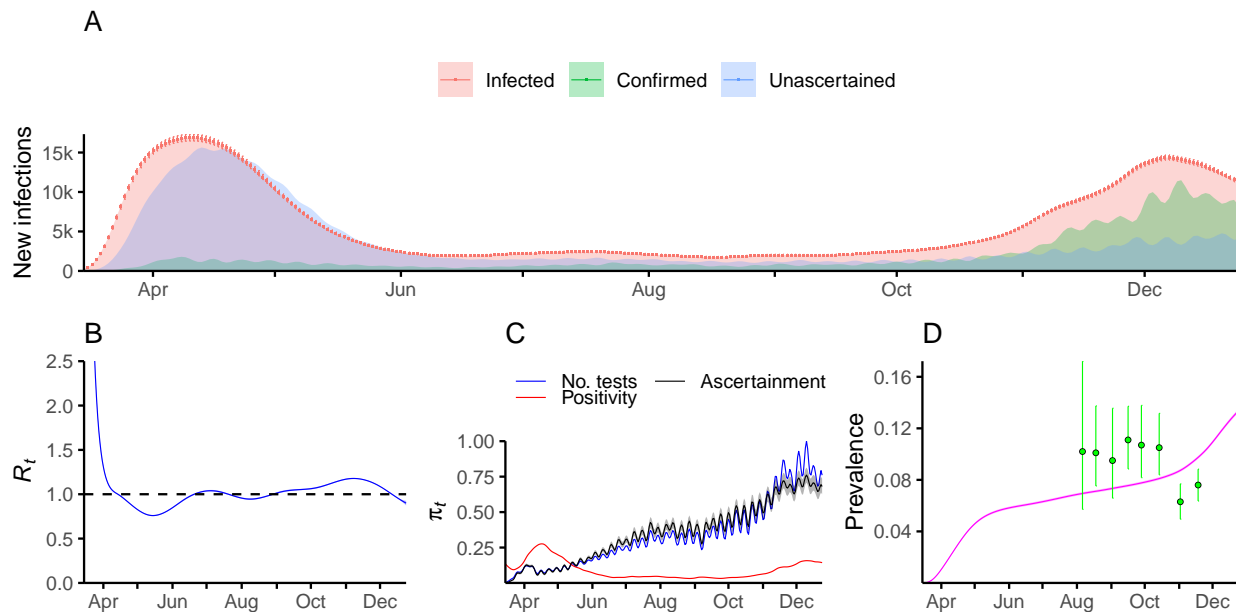 A
Infected Confirmed Unascertained
New infections
15k
10k
5k
0
Apr Jun Aug Oct Dec
B
R_t
2.5
2.0
1.5
1.0
0.5
0.0
Apr Jun Aug Oct Dec
C
No. tests Ascertainment
Positivity
π_t
1.00
0.75
0.50
0.25
Apr Jun Aug Oct Dec
D
Prevalence
0.16
0.12
0.08
0.04
Apr Jun Aug Oct Dec